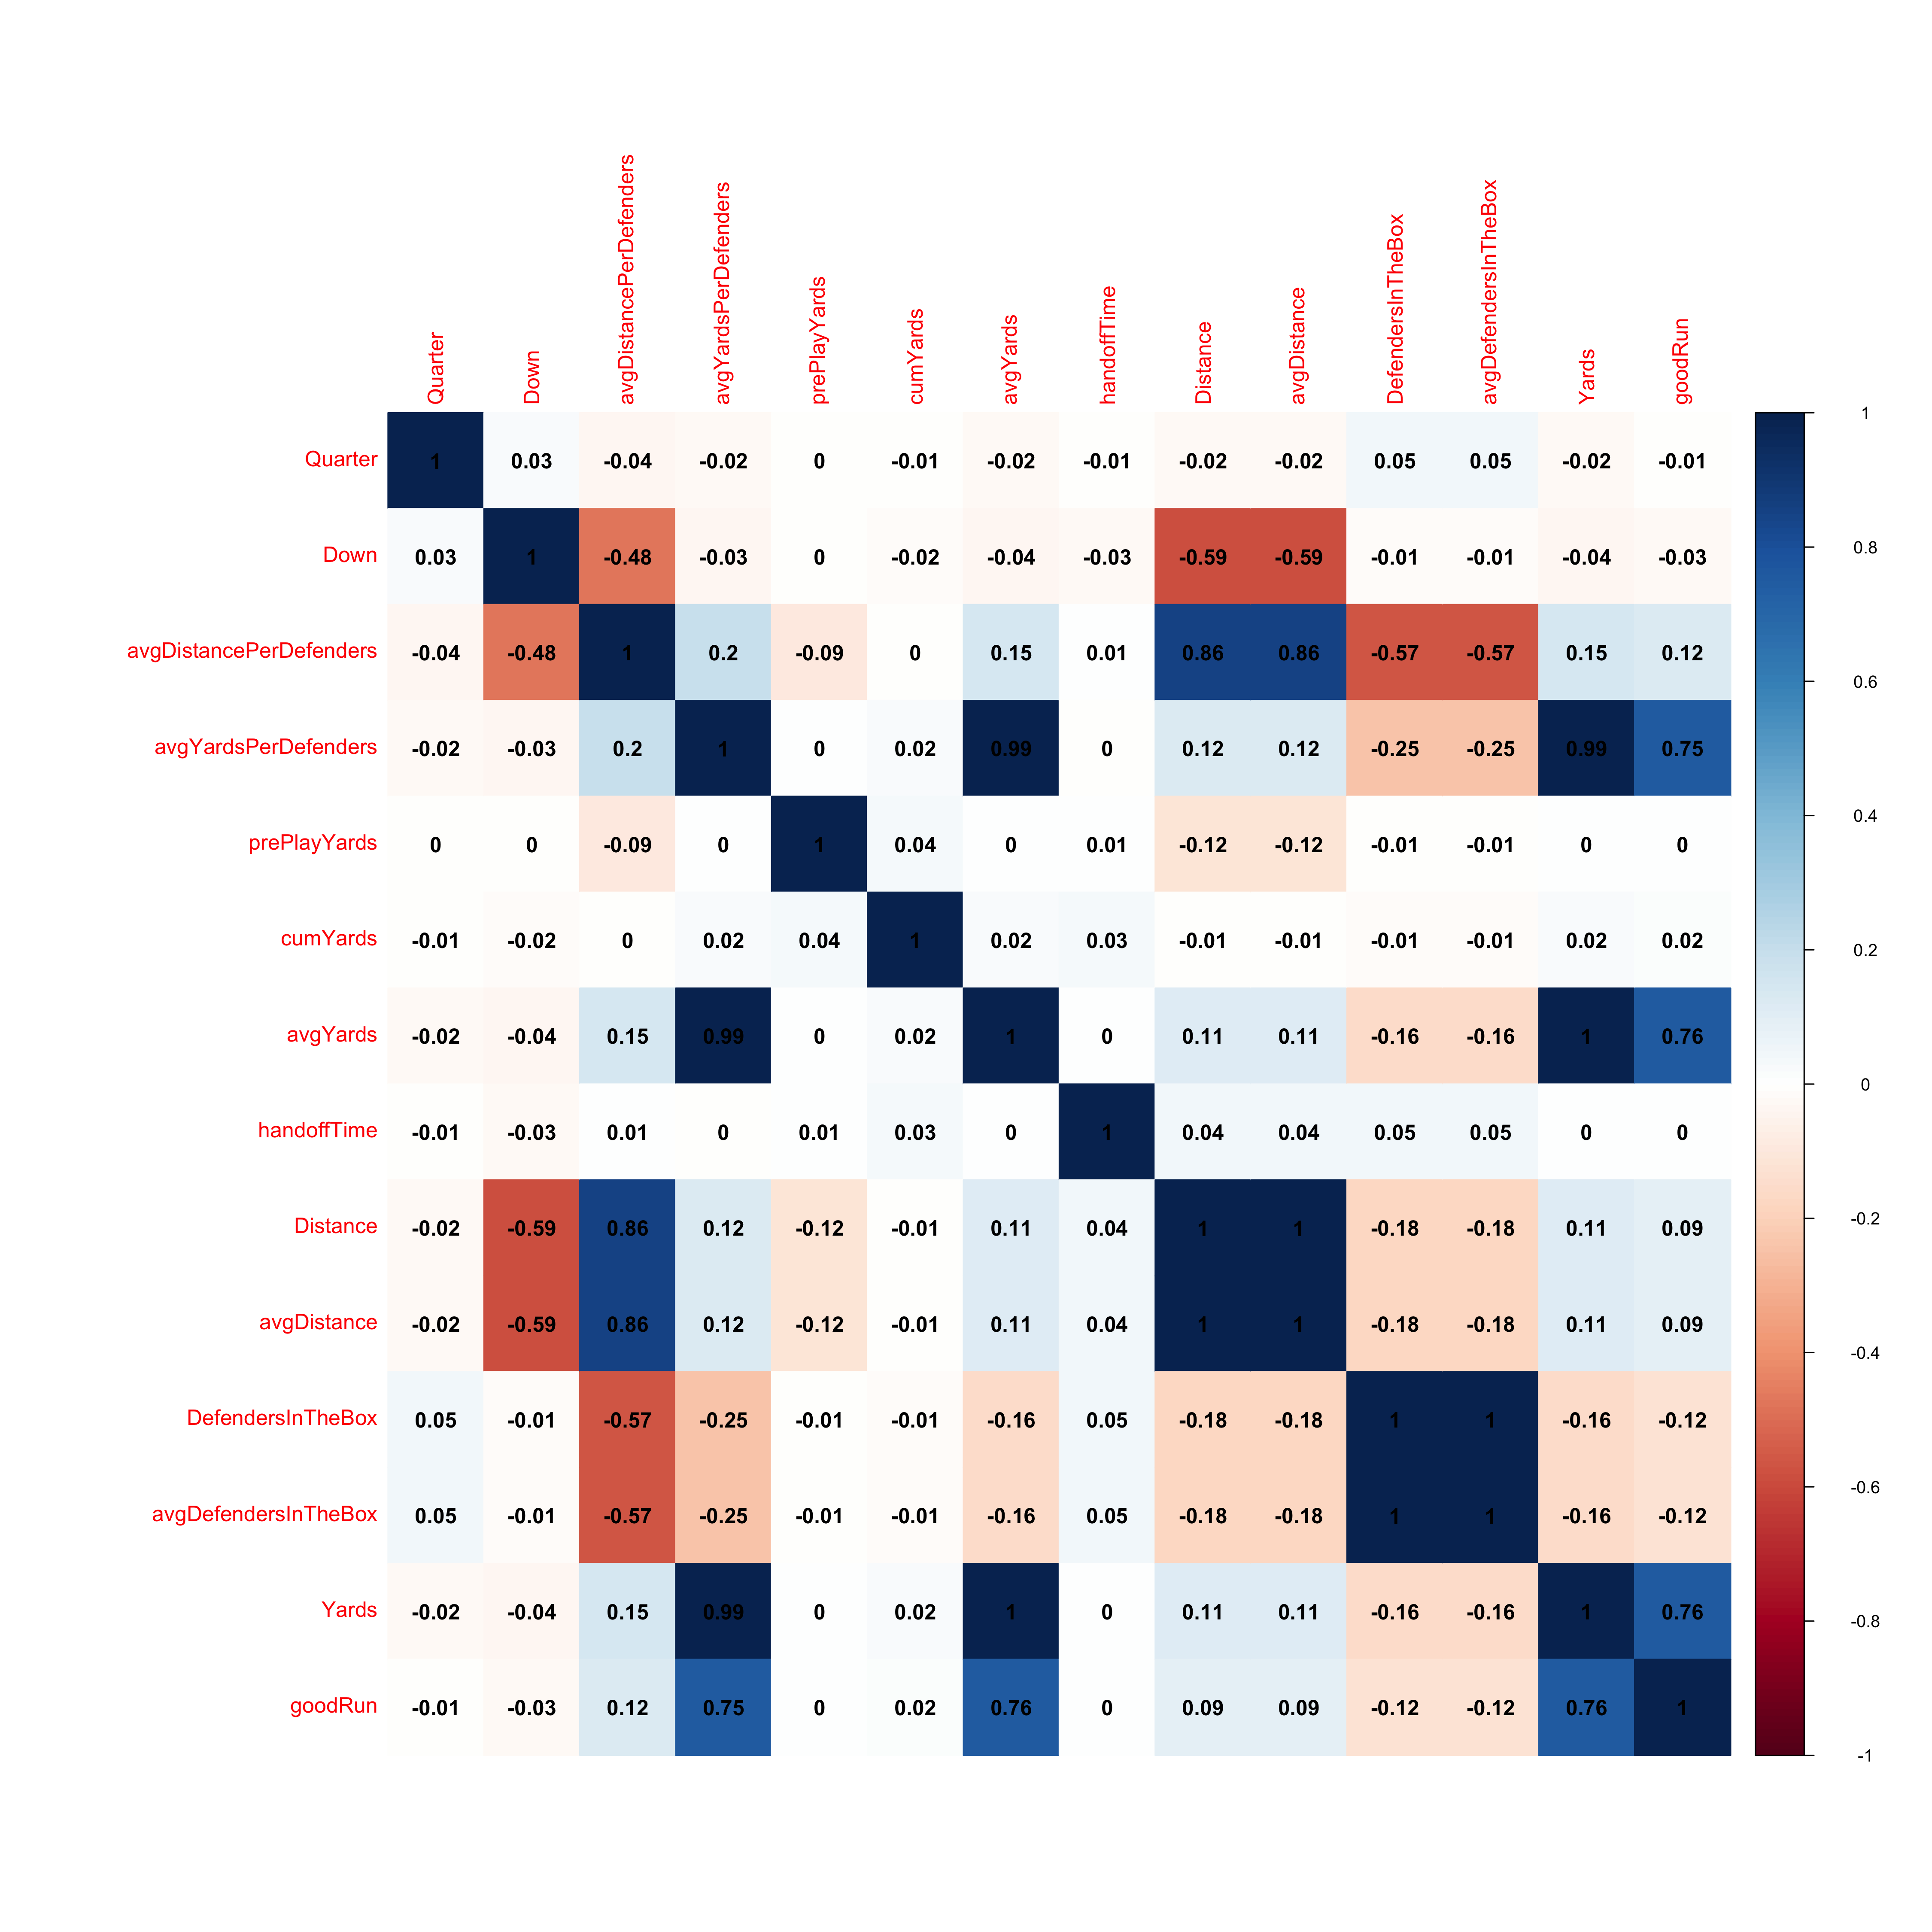 Quarter Down avgDistancePerDefenders avgYardsPerDefenders prePlayYards cumYards avgYards handoffTime Distance avgDistance DefendersInTheBox avgDefendersInTheBox Yards goodRun
Quarter 1 0.03 -0.04 -0.02 0 -0.01 -0.02 -0.01 -0.02 -0.02 0.05 0.05 -0.02 -0.01
Down 0.03 1 -0.48 -0.03 0 -0.02 -0.04 -0.03 -0.59 -0.59 -0.01 -0.01 -0.04 -0.03
avgDistancePerDefenders -0.04 -0.48 1 0.2 -0.09 0 0.15 0.01 0.86 0.86 -0.57 -0.57 0.15 0.12
avgYardsPerDefenders -0.02 -0.03 0.2 1 0 0.02 0.99 0 0.12 0.12 -0.25 -0.25 0.99 0.75
prePlayYards 0 0 -0.09 0 1 0.04 0 0.01 -0.12 -0.12 -0.01 -0.01 0 0
cumYards -0.01 -0.02 0 0.02 0.04 1 0.02 0.03 -0.01 -0.01 -0.01 -0.01 0.02 0.02
avgYards -0.02 -0.04 0.15 0.99 0 0.02 1 0 0.11 0.11 -0.16 -0.16 1 0.76
handoffTime -0.01 -0.03 0.01 0 0.01 0.03 0 1 0.04 0.04 0.05 0.05 0 0
Distance -0.02 -0.59 0.86 0.12 -0.12 -0.01 0.11 0.04 1 1 -0.18 -0.18 0.11 0.09
avgDistance -0.02 -0.59 0.86 0.12 -0.12 -0.01 0.11 0.04 1 1 -0.18 -0.18 0.11 0.09
DefendersInTheBox 0.05 -0.01 -0.57 -0.25 -0.01 -0.01 -0.16 0.05 -0.18 -0.18 1 1 -0.16 -0.12
avgDefendersInTheBox 0.05 -0.01 -0.57 -0.25 -0.01 -0.01 -0.16 0.05 -0.18 -0.18 1 1 -0.16 -0.12
Yards -0.02 -0.04 0.15 0.99 0 0.02 1 0 0.11 0.11 -0.16 -0.16 1 0.76
goodRun -0.01 -0.03 0.12 0.75 0 0.02 0.76 0 0.09 0.09 -0.12 -0.12 0.76 1
1
0.8
0.6
0.4
0.2
0
-0.2
-0.4
-0.6
-0.8
-1